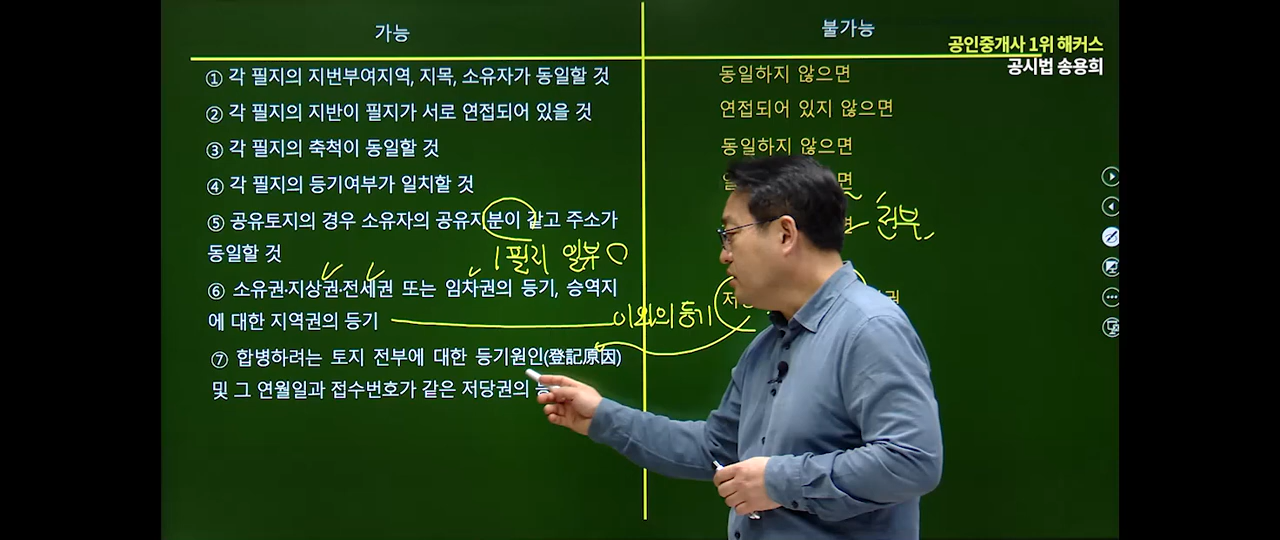 가능
불가능
공인중개사 1위 해커스
공시법 송용희
① 각 필지의 지번부여지역, 지목, 소유자가 동일할 것
동일하지 않으면
② 각 필지의 지반이 필지가 서로 연접되어 있을 것
연접되어 있지 않으면
③ 각 필지의 축척이 동일할 것
동일하지 않으면
④ 각 필지의 등기여부가 일치할 것
면
⑤ 공유토지의 경우 소유자의 공유지분이 같고 주소가
동일할 것
1필지 일부
⑥ 소유권·지상권·전세권 또는 임차권의 등기, 승역지
에 대한 지역권의 등기
이외의 등기
⑦ 합병하려는 토지 전부에 대한 등기원인(登記原因)
및 그 연월일과 접수번호가 같은 저당권의